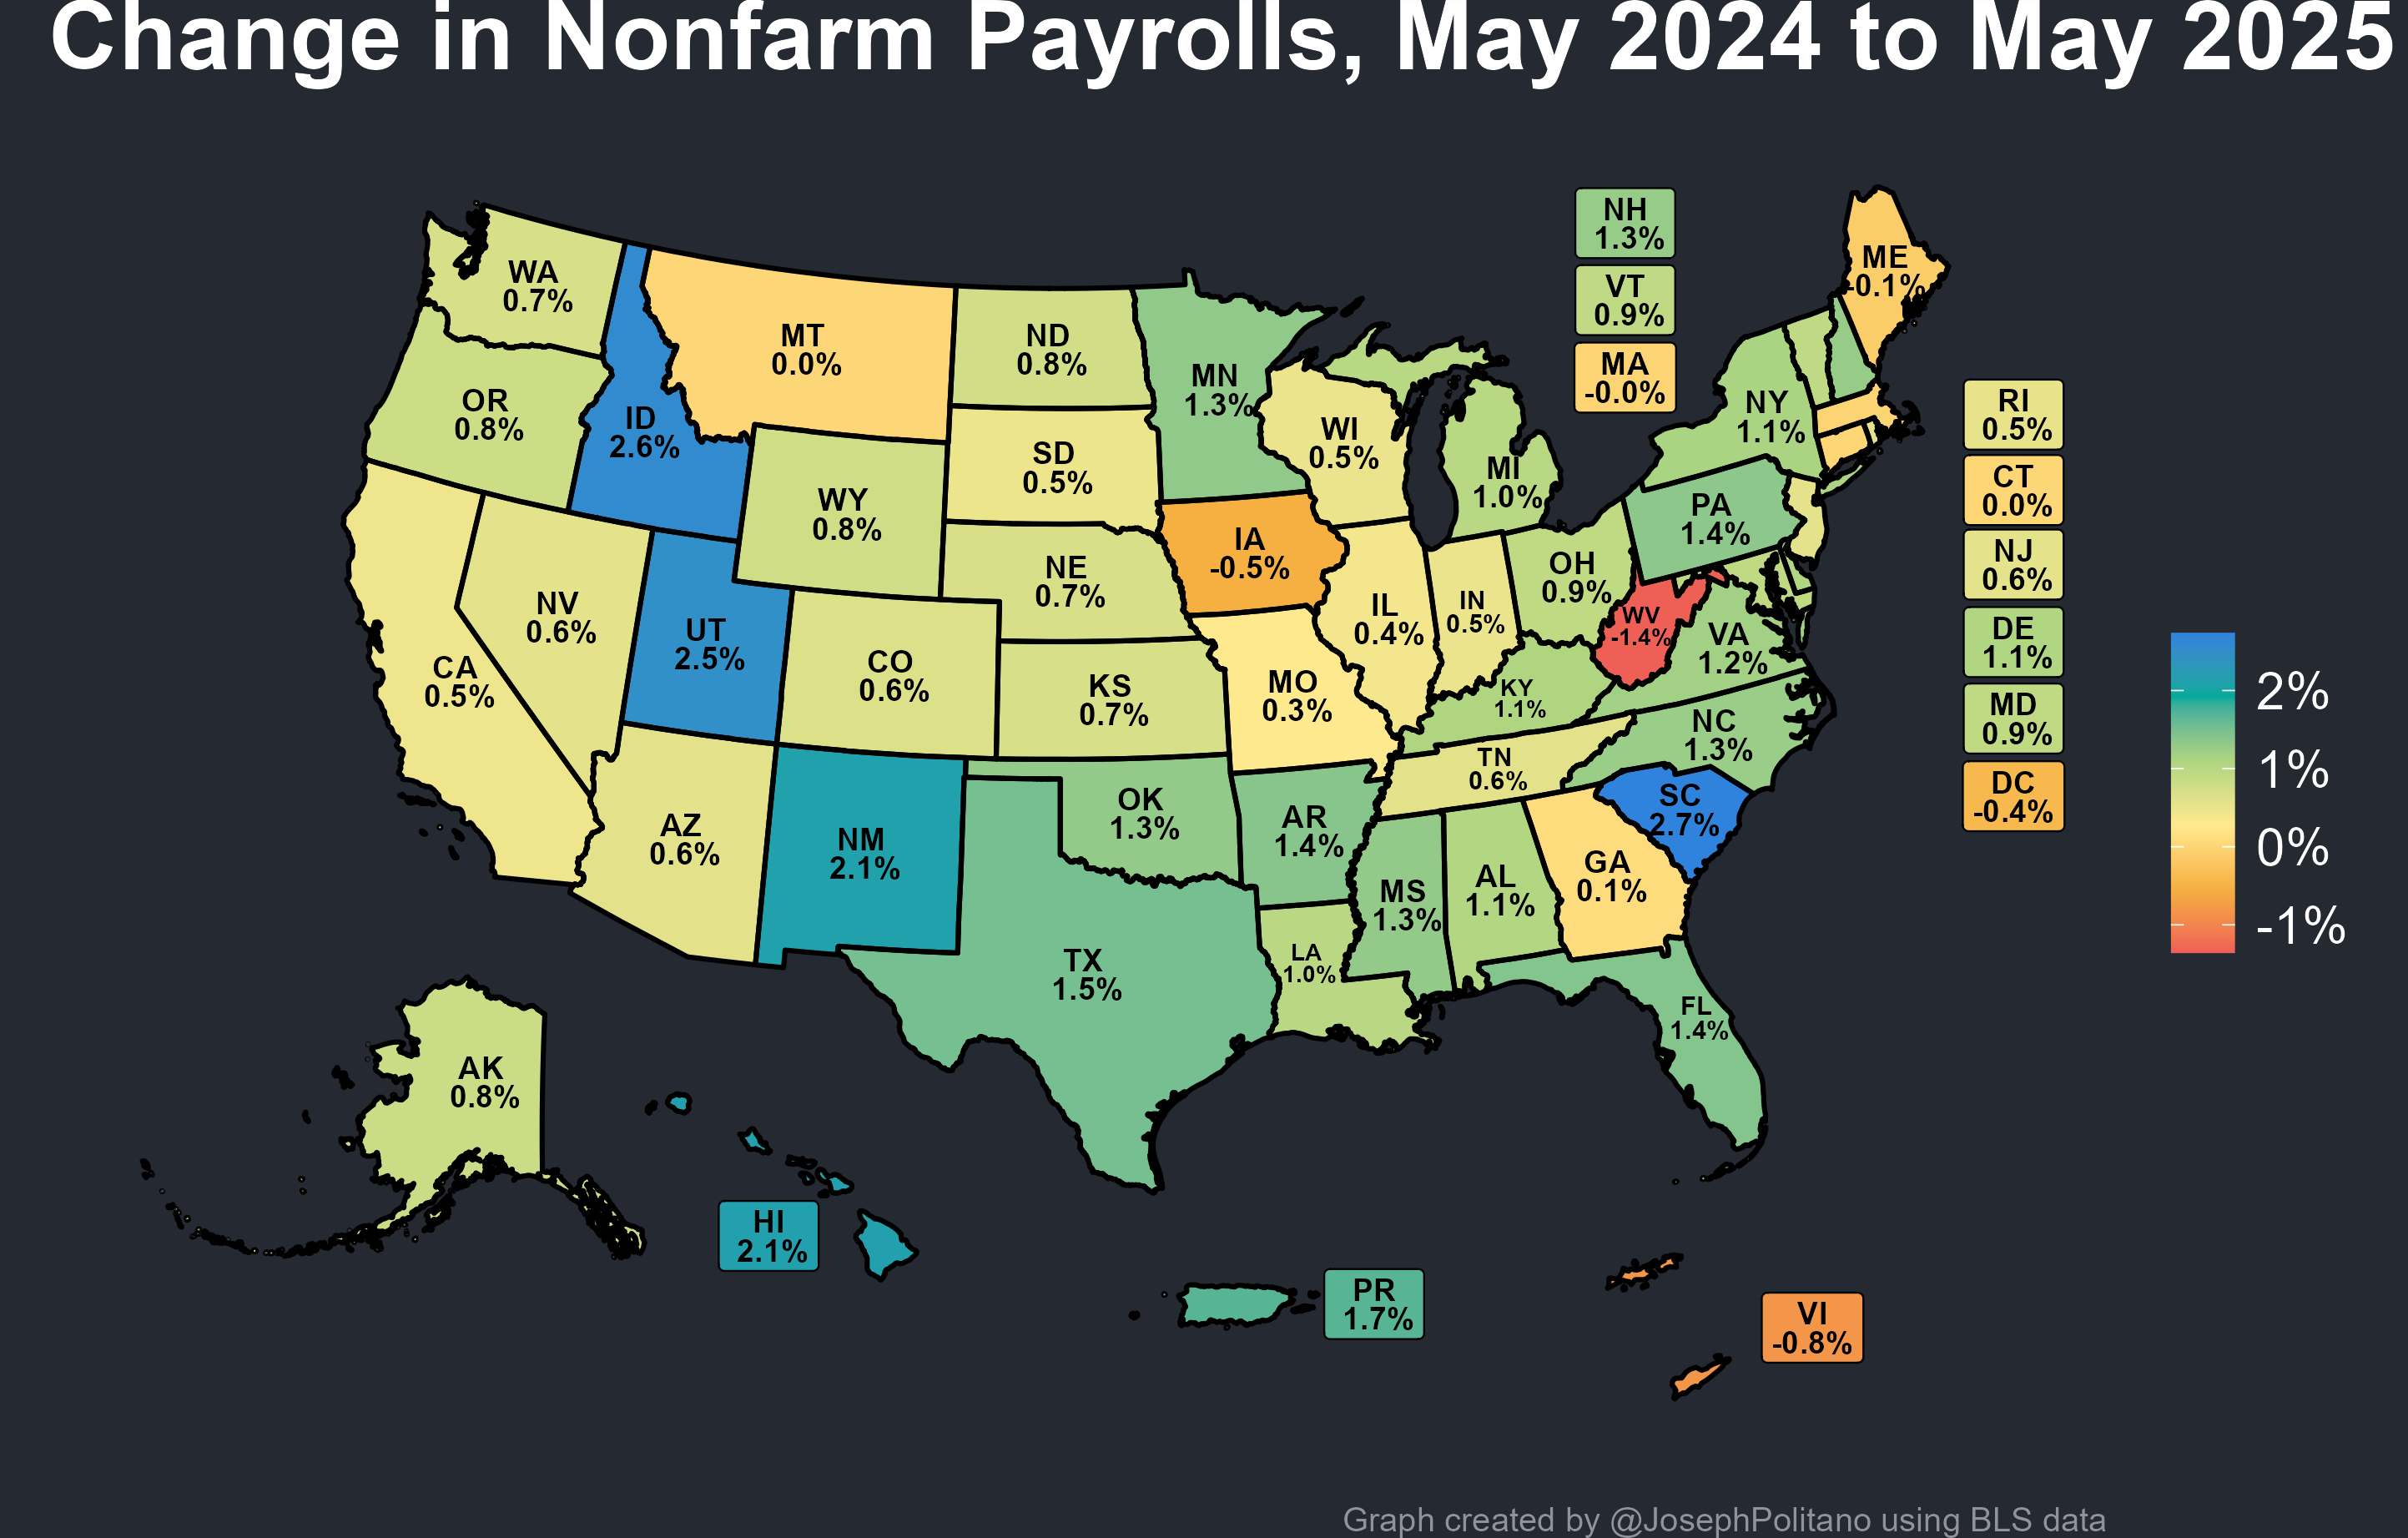 Change in Nonfarm Payrolls, May 2024 to May 2025
NH
1.3%
VT
0.9%
MA
-0.0%
ME
-0.1%
WA
0.7%
MT
0.0%
ND
0.8%
MN
1.3%
OR
0.8%
ID
2.6%
SD
0.5%
WI
0.5%
MI
1.0%
NY
1.1%
RI
0.5%
CT
0.0%
NJ
0.6%
DE
1.1%
MD
0.9%
DC
-0.4%
WY
0.8%
IA
-0.5%
PA
1.4%
NE
0.7%
OH
0.9%
IL
0.4%
IN
0.5%
WV
-1.4%
VA
1.2%
NV
0.6%
UT
2.5%
CO
0.6%
CA
0.5%
KS
0.7%
MO
0.3%
KY
1.1%
NC
1.3%
TN
0.6%
SC
2.7%
AZ
0.6%
NM
2.1%
OK
1.3%
AR
1.4%
MS
1.3%
AL
1.1%
GA
0.1%
TX
1.5%
LA
1.0%
FL
1.4%
AK
0.8%
HI
2.1%
PR
1.7%
VI
-0.8%
2%
1%
0%
-1%
Graph created by @JosephPolitano using BLS data